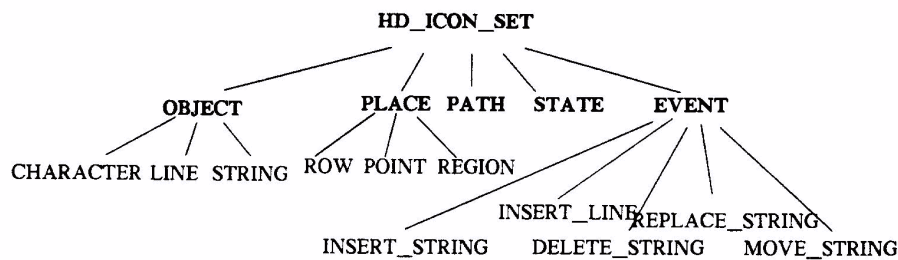 HD_ICON_SET
OBJECT PLACE PATH STATE EVENT
CHARACTER LINE STRING ROW POINT REGION
INSERT_LINE REPLACE_STRING
INSERT_STRING DELETE_STRING MOVE_STRING